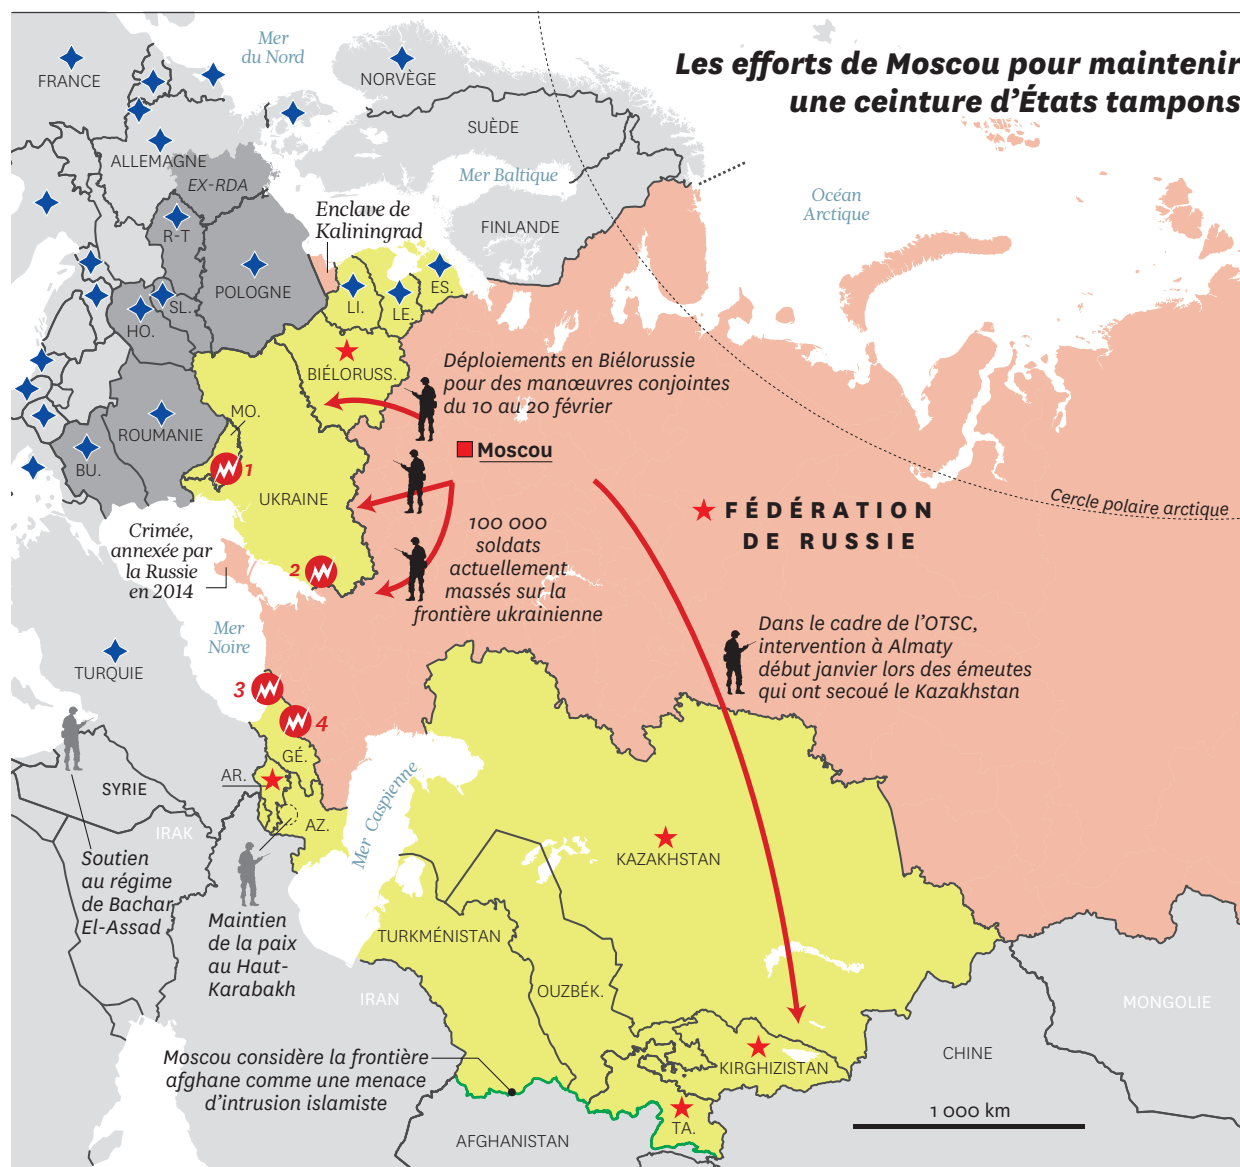 Les efforts de Moscou pour maintenir
une ceinture d'États tampons
Mer
du Nord
FRANCE
NORVÈGE
SUÈDE
ALLEMAGNE
EX-RDA
Mer Baltique
Océan
Arctique
Enclave de
Kaliningrad
FINLANDE
R-T
POLOGNE
ES.
LI.
LE.
SL.
HO.
BIÉLORUSS.
Déploiements en Biélorussie
pour des manœuvres conjointes
du 10 au 20 février
MO.
ROUMANIE
BU.
1
Moscou
UKRAINE
Cercle polaire arctique
FÉDÉRATION
DE RUSSIE
Crimée,
annexée par
la Russie
en 2014
2
100 000
soldats
actuellement
massés sur la
frontière ukrainienne
Mer
Noire
TURQUIE
Dans le cadre de l'OTSC,
intervention à Almaty
début janvier lors des émeutes
qui ont secoué le Kazakhstan
3
4
GÉ.
AR.
SYRIE
IRAK
AZ.
Mer Caspienne
KAZAKHSTAN
Soutien
au régime
de Bachar
El-Assad
Maintien
de la paix
au Haut-
Karabakh
TURKMÉNISTAN
OUZBÉK.
IRAN
MONGOLIE
CHINE
KIRGHIZISTAN
Moscou considère la frontière
afghane comme une menace
d'intrusion islamiste
TA.
AFGHANISTAN
1 000 km